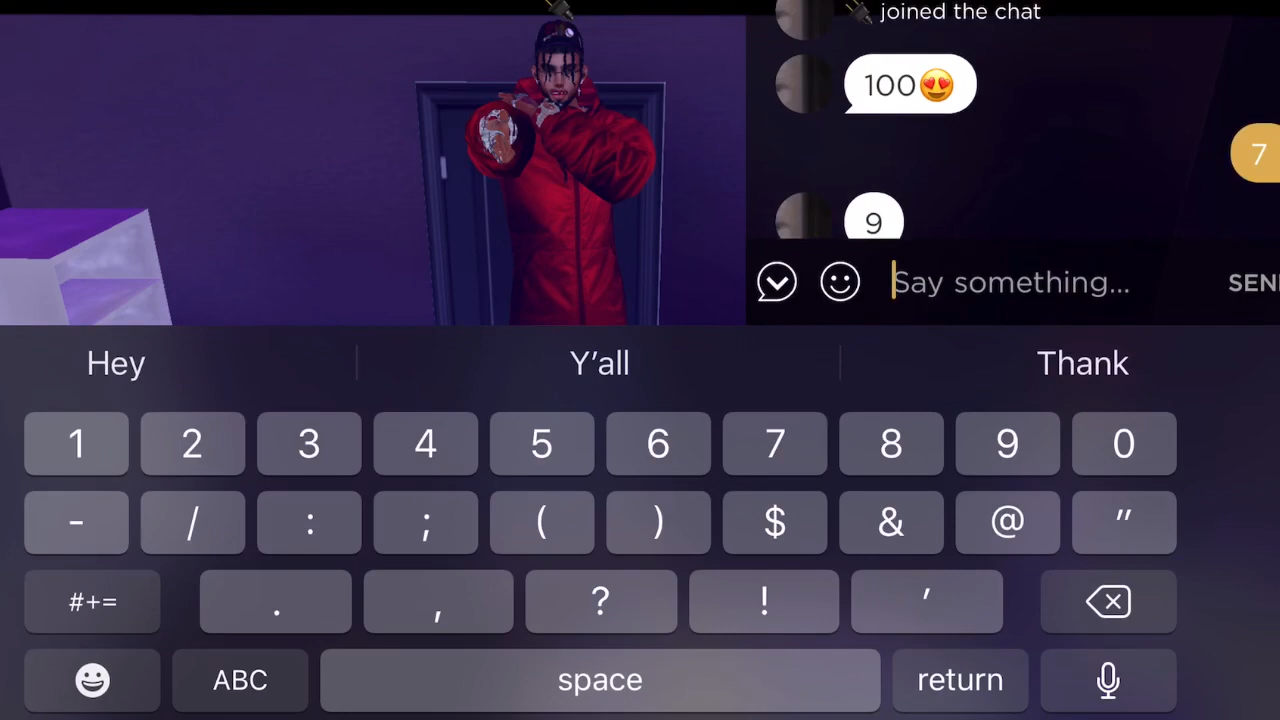 🔌 joined the chat
100😍
7
9
Say something...
SEN
Hey Y'all Thank
1 2 3 4 5 6 7 8 9 0
- / : ; ( ) $ & @ "
#+= . , ? ! '
ABC space return